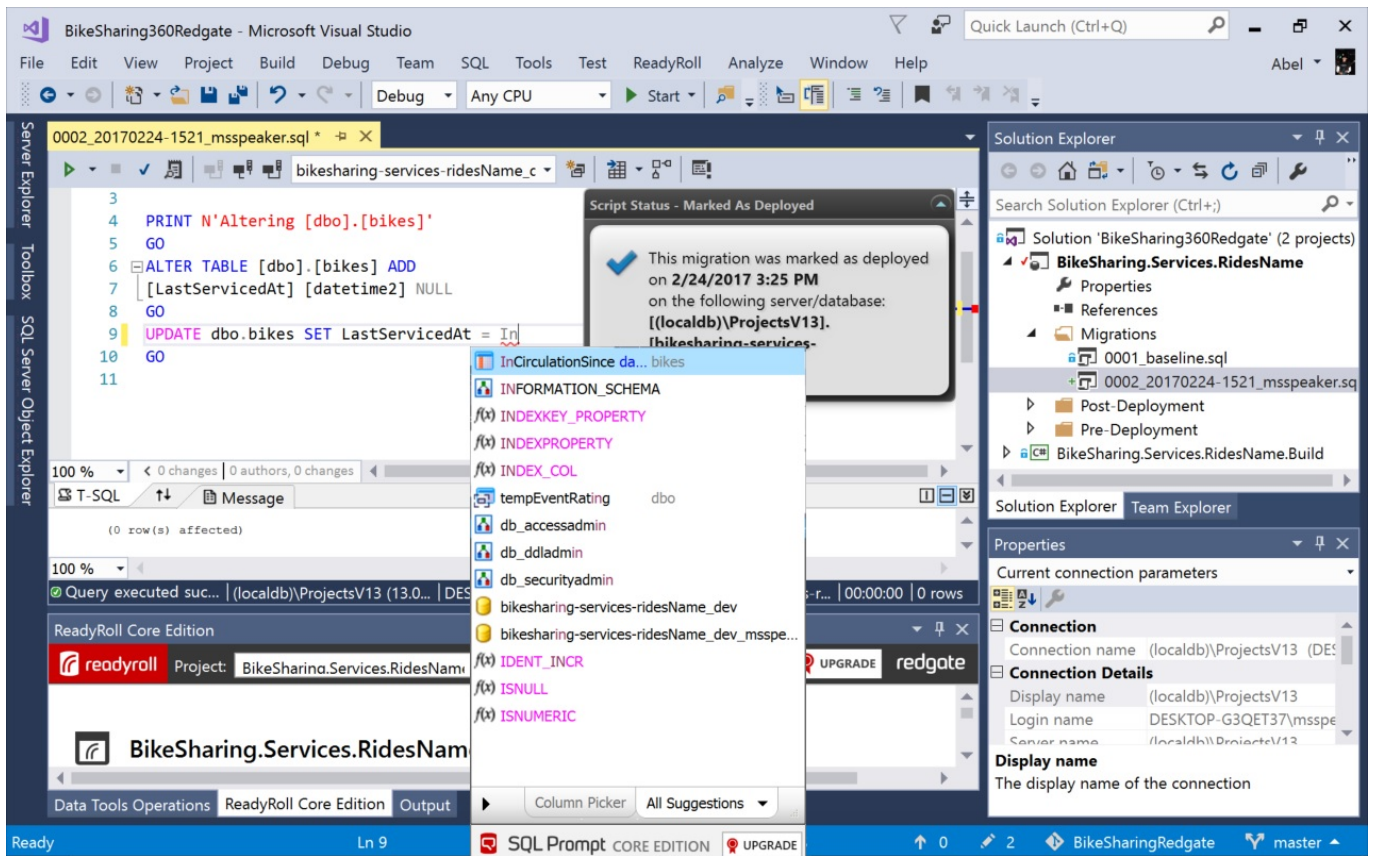 BikeSharing360Redgate - Microsoft Visual Studio
Quick Launch (Ctrl+Q)
File Edit View Project Build Debug Team SQL Tools Test ReadyRoll Analyze Window Help
Abel
Debug Any CPU Start
Server Explorer
Toolbox
SQL Server Object Explorer
0002_20170224-1521_msspeaker.sql *
bikesharing-services-ridesName_c
3
4 PRINT N'Altering [dbo].[bikes]'
5 GO
6 ALTER TABLE [dbo].[bikes] ADD
7 [LastServicedAt] [datetime2] NULL
8 GO
9 UPDATE dbo.bikes SET LastServicedAt = In
10 GO
11
Script Status - Marked As Deployed
This migration was marked as deployed
on 2/24/2017 3:25 PM
on the following server/database:
[(localdb)\ProjectsV13].
[bikesharing-services-
InCirculationSince da... bikes
INFORMATION_SCHEMA
f(x) INDEXKEY_PROPERTY
f(x) INDEXPROPERTY
f(x) INDEX_COL
tempEventRating dbo
db_accessadmin
db_ddladmin
db_securityadmin
bikesharing-services-ridesName_dev
bikesharing-services-ridesName_dev_msspe...
f(x) IDENT_INCR
f(x) ISNULL
f(x) ISNUMERIC
Column Picker All Suggestions
SQL Prompt CORE EDITION UPGRADE
100 % 0 changes 0 authors, 0 changes
T-SQL Message
(0 row(s) affected)
100 %
Query executed suc... (localdb)\ProjectsV13 (13.0... DES s-r... 00:00:00 0 rows
ReadyRoll Core Edition
readyroll Project: BikeSharing.Services.RidesName UPGRADE redgate
BikeSharing.Services.RidesNam
Data Tools Operations ReadyRoll Core Edition Output
Solution Explorer
Search Solution Explorer (Ctrl+;)
Solution 'BikeSharing360Redgate' (2 projects)
BikeSharing.Services.RidesName
Properties
References
Migrations
0001_baseline.sql
0002_20170224-1521_msspeaker.sq
Post-Deployment
Pre-Deployment
C# BikeSharing.Services.RidesName.Build
Solution Explorer Team Explorer
Properties
Current connection parameters
Connection
Connection name (localdb)\ProjectsV13 (DES
Connection Details
Display name (localdb)\ProjectsV13
Login name DESKTOP-G3QET37\msspe
Server name (localdb)\ProjectsV13
Display name
The display name of the connection
Ready Ln 9 0 2 BikeSharingRedgate master